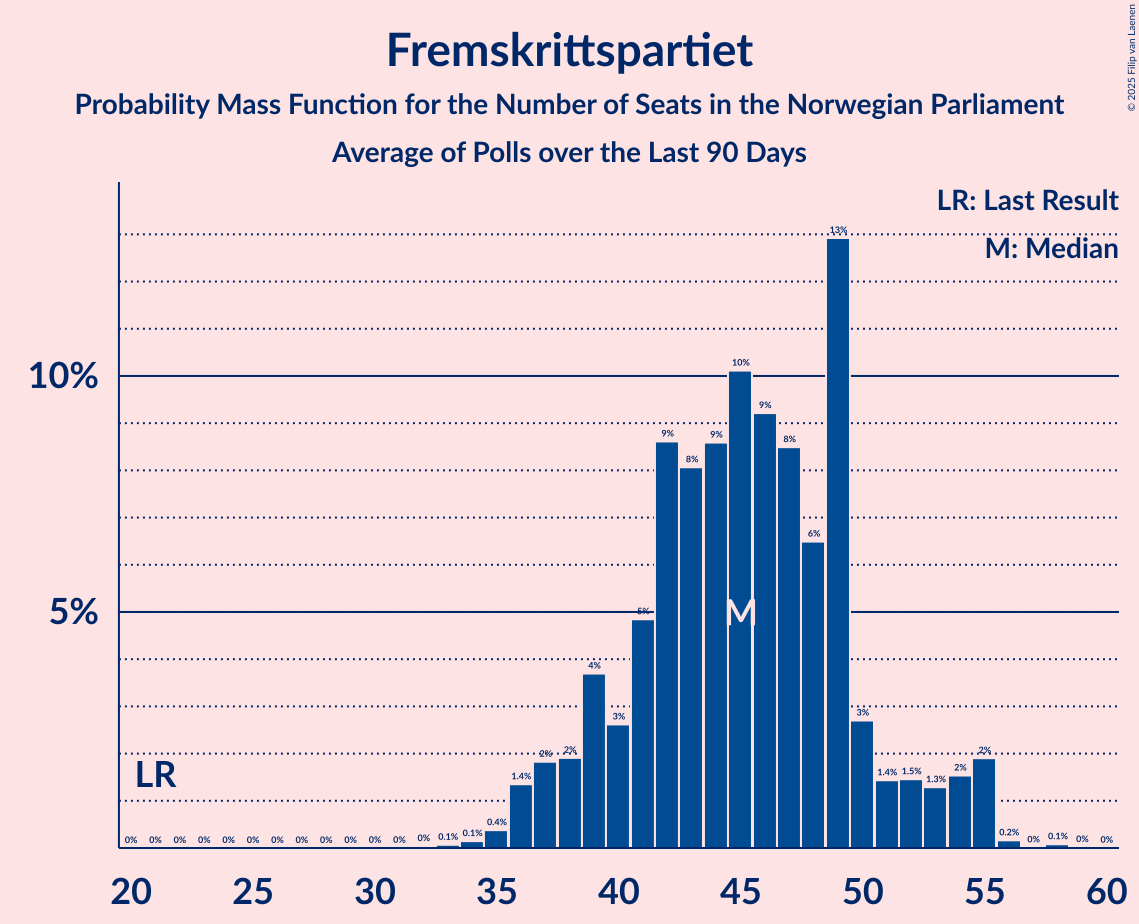 © 2025 Filip van Laenen
Fremskrittspartiet
Probability Mass Function for the Number of Seats in the Norwegian Parliament
Average of Polls over the Last 90 Days
LR: Last Result
M: Median
13%
10%
10%
9%
9%
9%
8%
8%
6%
5%
5%
M
4%
3%
3%
2%
2%
2%
2%
LR
1.4%
1.4%
1.5%
1.3%
0% 0% 0% 0% 0% 0% 0% 0% 0% 0% 0% 0% 0% 0.1% 0.1% 0.4% 0.2% 0% 0.1% 0% 0%
20 25 30 35 40 45 50 55 60